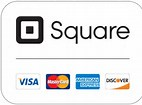 Square
VISA
MasterCard
AMERICAN
EXPRESS
DISCOVER